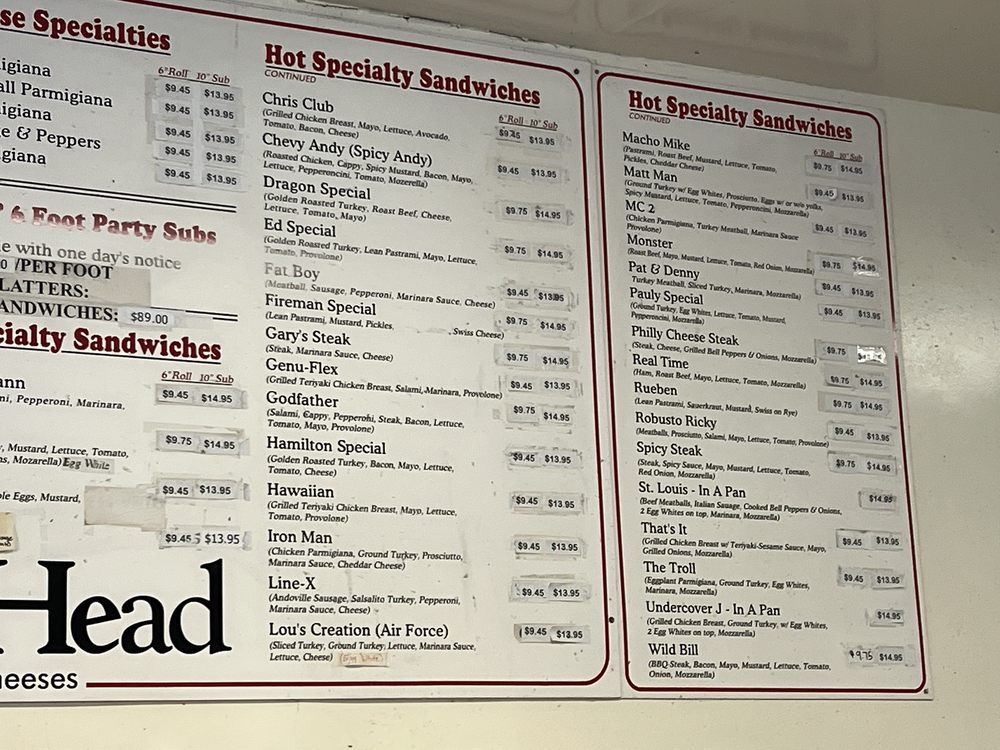 se Specialties
6"Roll 10" Sub
igiana $9.45 $13.95
all Parmigiana $9.45 $13.95
igiana $9.45 $13.95
ge & Peppers $9.45 $13.95
igiana $9.45 $13.95
6 Foot Party Subs
e with one day's notice
0 /PER FOOT
LATTERS:
ANDWICHES: $89.00
cialty Sandwiches
6"Roll 10" Sub
ann $9.45 $14.95
ni, Pepperoni, Marinara,
$9.75 $14.95
, Mustard, Lettuce, Tomato,
ns, Mozarella) Egg White
$9.45 $13.95
ole Eggs, Mustard,
$9.45 $13.95
Head
heeses
Hot Specialty Sandwiches
CONTINUED
6"Roll 10" Sub
Chris Club $9.45 $13.95
(Grilled Chicken Breast, Mayo, Lettuce, Avocado,
Tomato, Bacon, Cheese)
Chevy Andy (Spicy Andy) $9.45 $13.95
(Roasted Chicken, Cappy, Spicy Mustard, Bacon, Mayo,
Lettuce, Pepperoncini, Tomato, Mozerella)
Dragon Special $9.75 $14.95
(Golden Roasted Turkey, Roast Beef, Cheese,
Lettuce, Tomato, Mayo)
Ed Special $9.75 $14.95
(Golden Roasted Turkey, Lean Pastrami, Mayo, Lettuce,
Tomato, Provolone)
Fat Boy $9.45 $13.95
(Meatball, Sausage, Pepperoni, Marinara Sauce, Cheese)
Fireman Special $9.75 $14.95
(Lean Pastrami, Mustard, Pickles, , Swiss Cheese)
Gary's Steak $9.75 $14.95
(Steak, Marinara Sauce, Cheese)
Genu-Flex $9.45 $13.95
(Grilled Teriyaki Chicken Breast, Salami, Marinara, Provolone)
Godfather $9.75 $14.95
(Salami, Cappy, Pepperohi, Steak, Bacon, Lettuce,
Tomato, Mayo, Provolone)
Hamilton Special $9.45 $13.95
(Golden Roasted Turkey, Bacon, Mayo, Lettuce,
Tomato, Cheese)
Hawaiian $9.45 $13.95
(Grilled Teriyaki Chicken Breast, Mayo, Lettuce,
Tomato, Provolone)
Iron Man $9.45 $13.95
(Chicken Parmigiana, Ground Turkey, Prosciutto,
Marinara Sauce, Cheddar Cheese)
Line-X $9.45 $13.95
(Andoville Sausage, Salsalito Turkey, Pepperoni,
Marinara Sauce, Cheese)
Lou's Creation (Air Force) $9.45 $13.95
(Sliced Turkey, Ground Turkey, Lettuce, Marinara Sauce,
Lettuce, Cheese)
Hot Specialty Sandwiches
CONTINUED
6"Roll 10" Sub
Macho Mike $9.75 $14.95
(Pastrami, Roast Beef, Mustard, Lettuce, Tomato,
Pickles, Cheddar Cheese)
Matt Man $9.45 $13.95
(Ground Turkey w/ Egg Whites, Prosciutto, Eggs w/ or w/o yolks,
Spicy Mustard, Lettuce, Tomato, Pepperoncini, Mozzarella)
MC 2 $9.45 $13.95
(Chicken Parmigiana, Turkey Meatball, Marinara Sauce
Provolone)
Monster $9.75 $14.95
(Roast Beef, Mayo, Mustard, Lettuce, Tomato, Red Onion, Mozzarella)
Pat & Denny $9.45 $13.95
Turkey Meatball, Sliced Turkey, Marinara, Mozzarella)
Pauly Special $9.45 $13.95
(Ground Turkey, Egg Whites, Lettuce, Tomato, Mustard,
Pepperoncini, Mozzarella)
Philly Cheese Steak $9.75
(Steak, Cheese, Grilled Bell Peppers & Onions, Mozzarella)
Real Time $9.75 $14.95
(Ham, Roast Beef, Mayo, Lettuce, Tomato, Mozzarella)
Rueben $9.75 $14.95
(Lean Pastrami, Sauerkraut, Mustard, Swiss on Rye)
Robusto Ricky $9.45 $13.95
(Meatballs, Prosciutto, Salami, Mayo, Lettuce, Tomato, Provolone)
Spicy Steak $9.75 $14.95
(Steak, Spicy Sauce, Mayo, Mustard, Lettuce, Tomato,
Red Onion, Mozzarella)
St. Louis - In A Pan $14.95
(Beef Meatballs, Italian Sauage, Cooked Bell Peppers & Onions,
2 Egg Whites on top, Marinara, Mozzarella)
That's It $9.45 $13.95
(Grilled Chicken Breast w/ Teriyaki-Sesame Sauce, Mayo,
Grilled Onions, Mozzarella)
The Troll $9.45 $13.95
(Eggplant Parmigiana, Ground Turkey, Egg Whites,
Marinara, Mozzarella)
Undercover J - In A Pan $14.95
(Grilled Chicken Breast, Ground Turkey, w/ Egg Whites,
2 Egg Whites on top, Mozzarella)
Wild Bill $9.75 $14.95
(BBQ Steak, Bacon, Mayo, Mustard, Lettuce, Tomato,
Onion, Mozzarella)